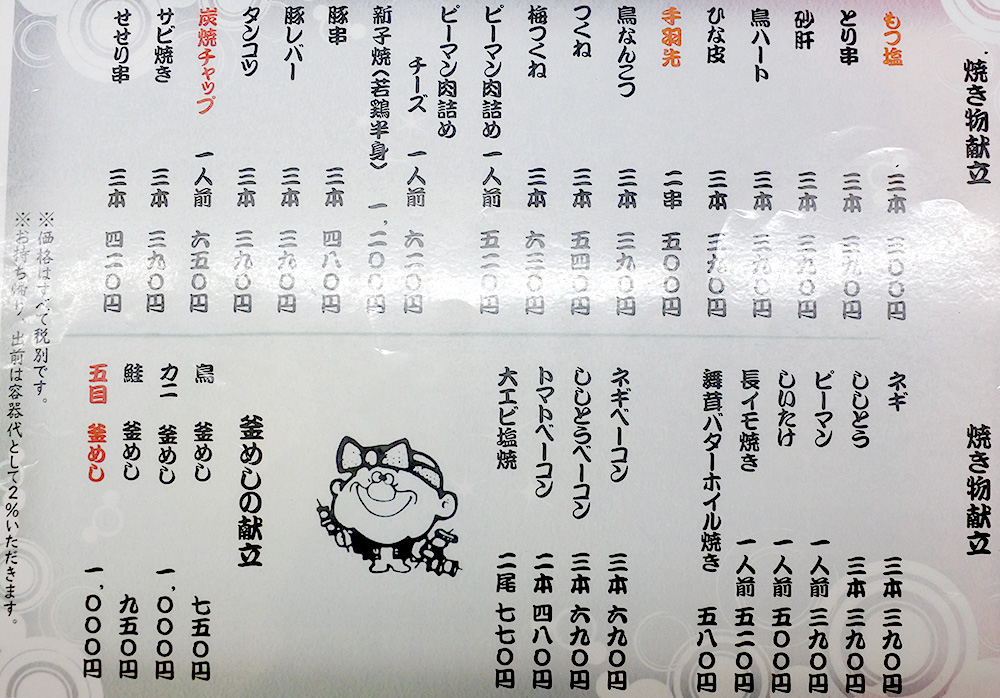 焼き物献立
もつ塩 三本 三〇〇円
とり串 三本 三九〇円
砂肝 三本 三九〇円
鳥ハート 三本 三九〇円
ひな皮 三本 三九〇円
手羽先 二串 五〇〇円
鳥なんこつ 三本 三九〇円
つくね 三本 五四〇円
梅つくね 三本 六三〇円
ピーマン肉詰め 一人前 五二〇円
ピーマン肉詰め
チーズ 一人前 六二〇円
新子焼(若鶏半身) 一、二〇〇円
豚串 三本 四八〇円
豚レバー 三本 三九〇円
タンコツ 三本 三九〇円
炭焼チャップ 一人前 六五〇円
サビ焼き 三本 三九〇円
せせり串 三本 四二〇円
焼き物献立
ネギ 三本 三九〇円
ししとう 三本 三九〇円
ピーマン 一人前 三九〇円
しいたけ 一人前 五〇〇円
長イモ焼き 一人前 五二〇円
舞茸バターホイル焼き 五八〇円
ネギベーコン 三本 六九〇円
ししとうベーコン 三本 六九〇円
トマトベーコン 二本 四八〇円
大エビ塩焼 二尾 七七〇円
釜めしの献立
鳥 釜めし 七五〇円
カニ 釜めし 一、〇〇〇円
鮭 釜めし 九五〇円
五目 釜めし 一、〇〇〇円
※価格はすべて税別です。
※お持ち帰り、出前は容器代として2%いただきます。